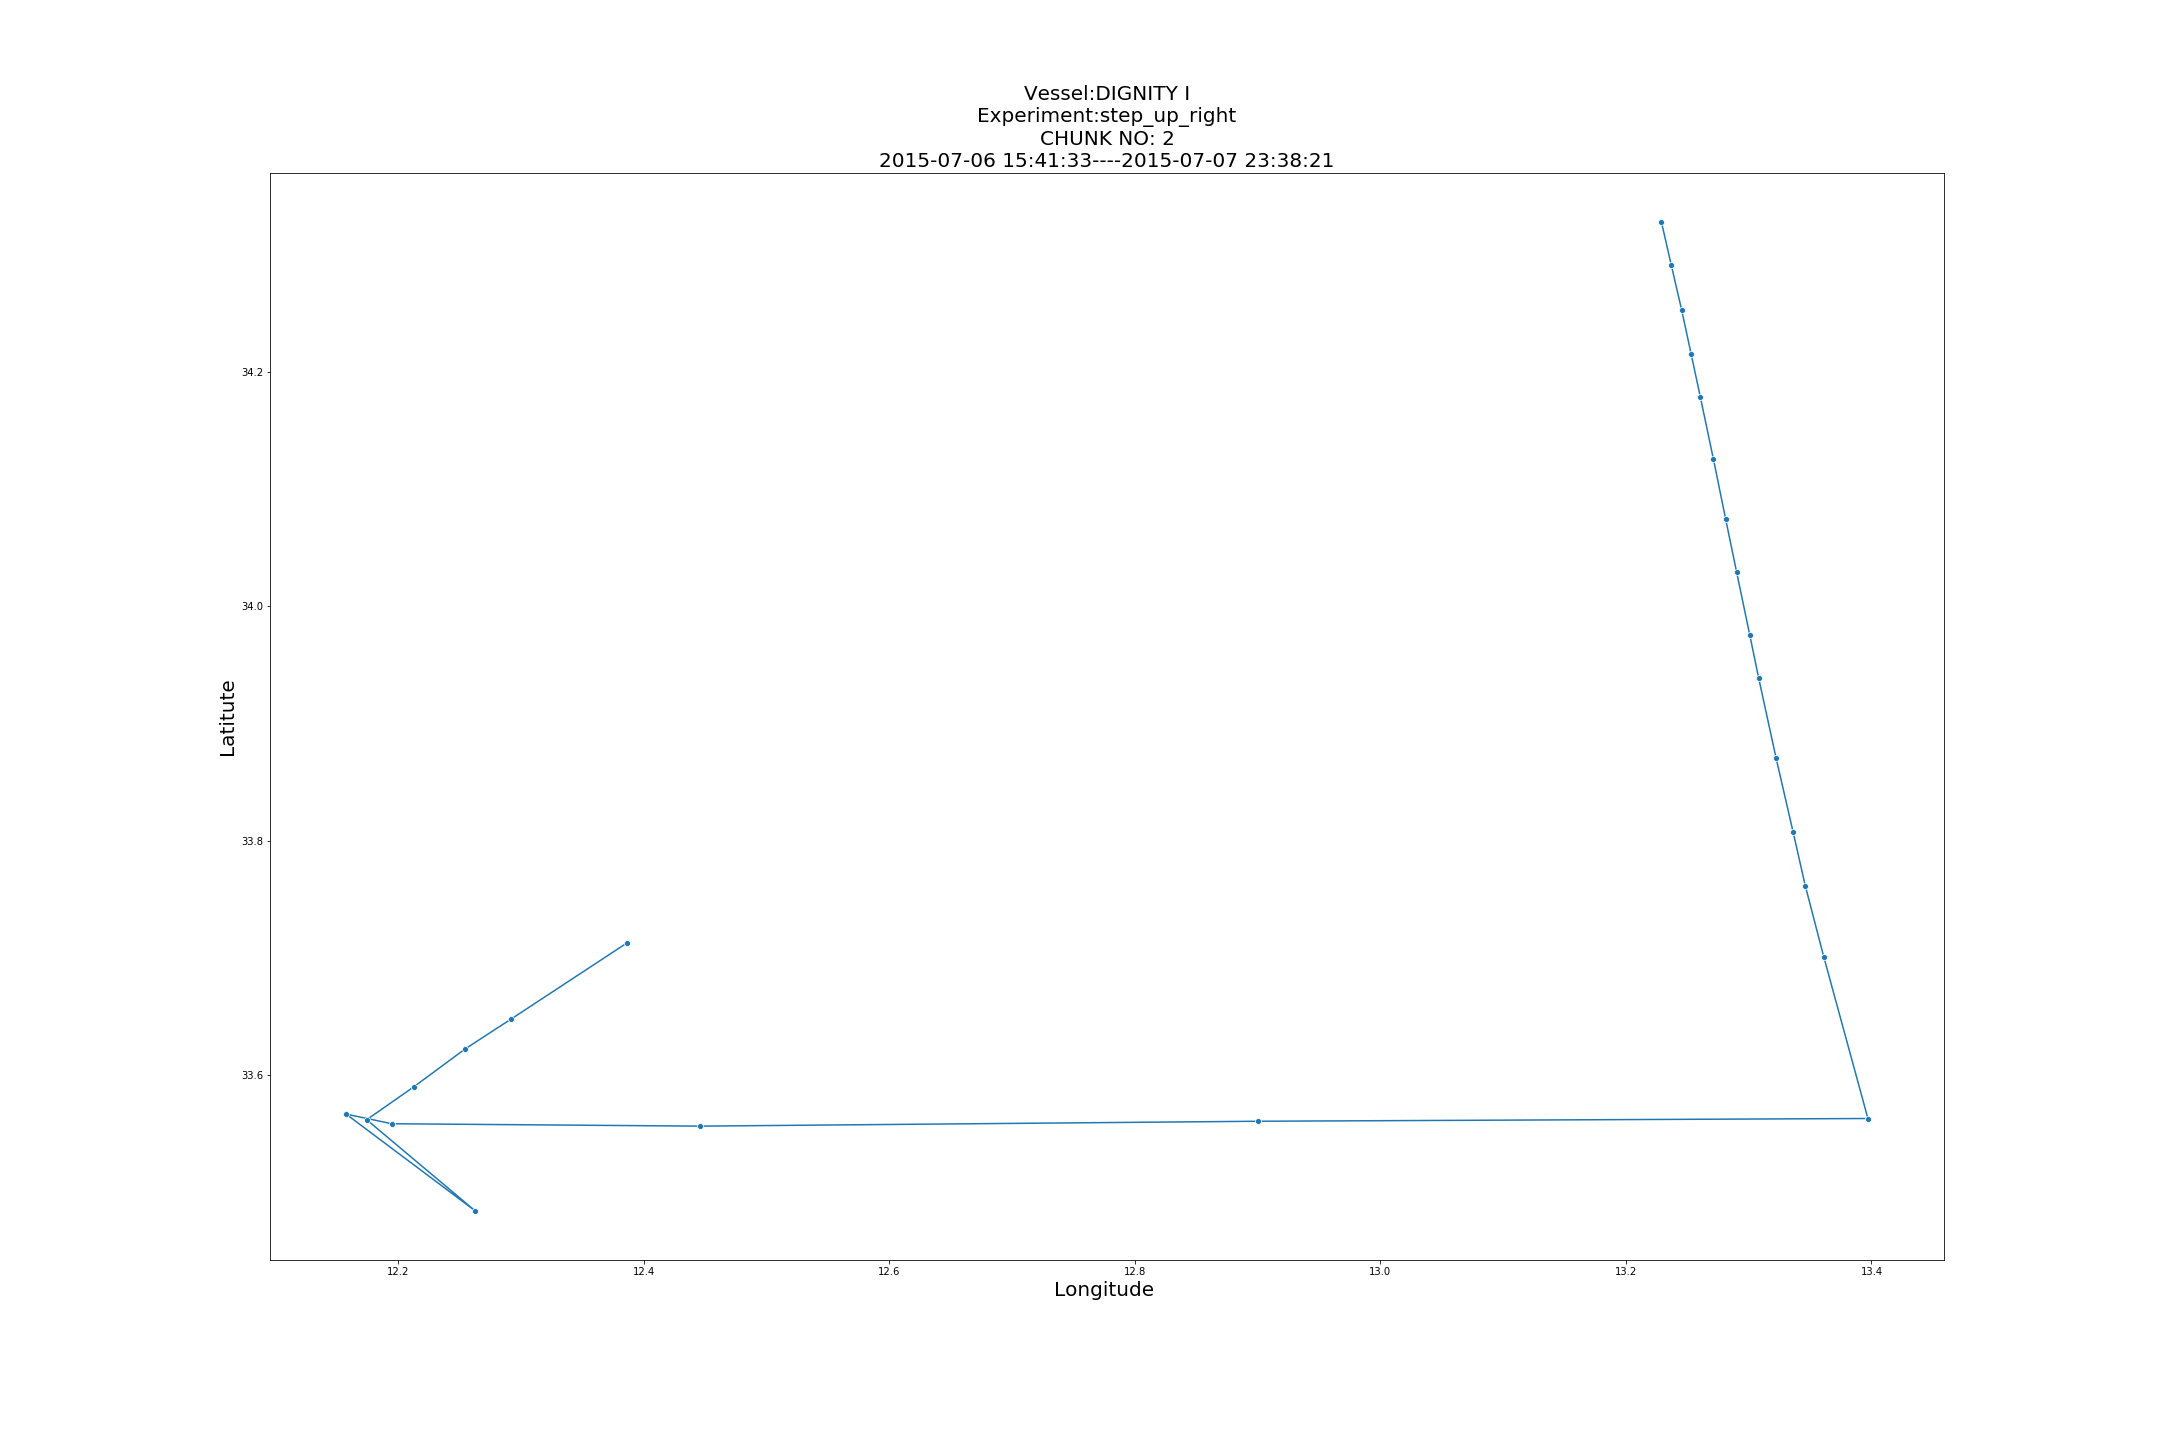 Vessel:DIGNITY I
Experiment:step_up_right
CHUNK NO: 2
2015-07-06 15:41:33----2015-07-07 23:38:21
34.2
34.0
33.8
33.6
Latitute
12.2 12.4 12.6 12.8 13.0 13.2 13.4
Longitude